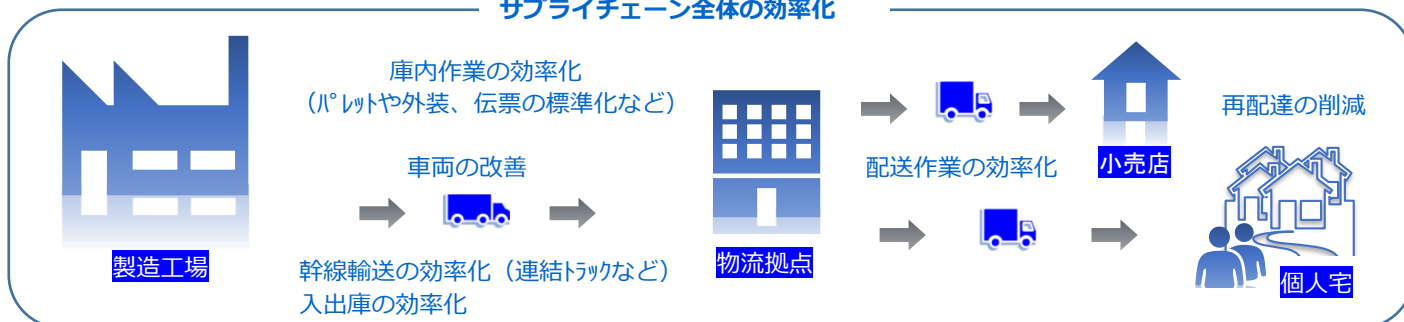 サプライチェーン全体の効率化
庫内作業の効率化
（ﾊﾟﾚｯﾄや外装、伝票の標準化など）
再配達の削減
車両の改善
配送作業の効率化
小売店
製造工場
幹線輸送の効率化（連結ﾄﾗｯｸなど）
入出庫の効率化
物流拠点
個人宅